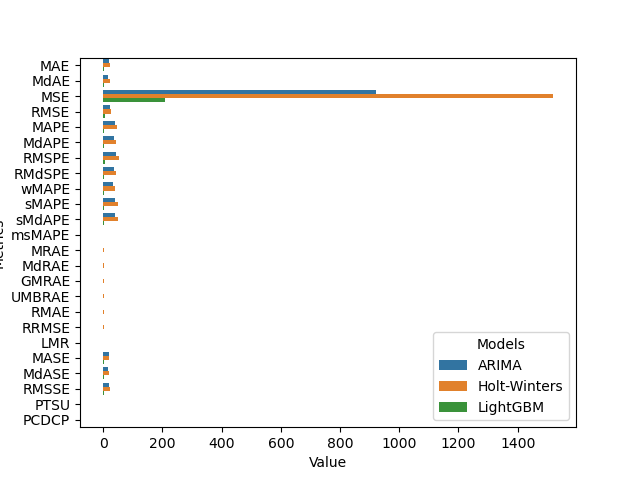 MAE
MdAE
MSE
RMSE
MAPE
MdAPE
RMSPE
RMdSPE
wMAPE
sMAPE
sMdAPE
msMAPE
MRAE
MdRAE
GMRAE
UMBRAE
RMAE
RRMSE
LMR
MASE
MdASE
RMSSE
PTSU
PCDCP
Models
ARIMA
Holt-Winters
LightGBM
0 200 400 600 800 1000 1200 1400
Value